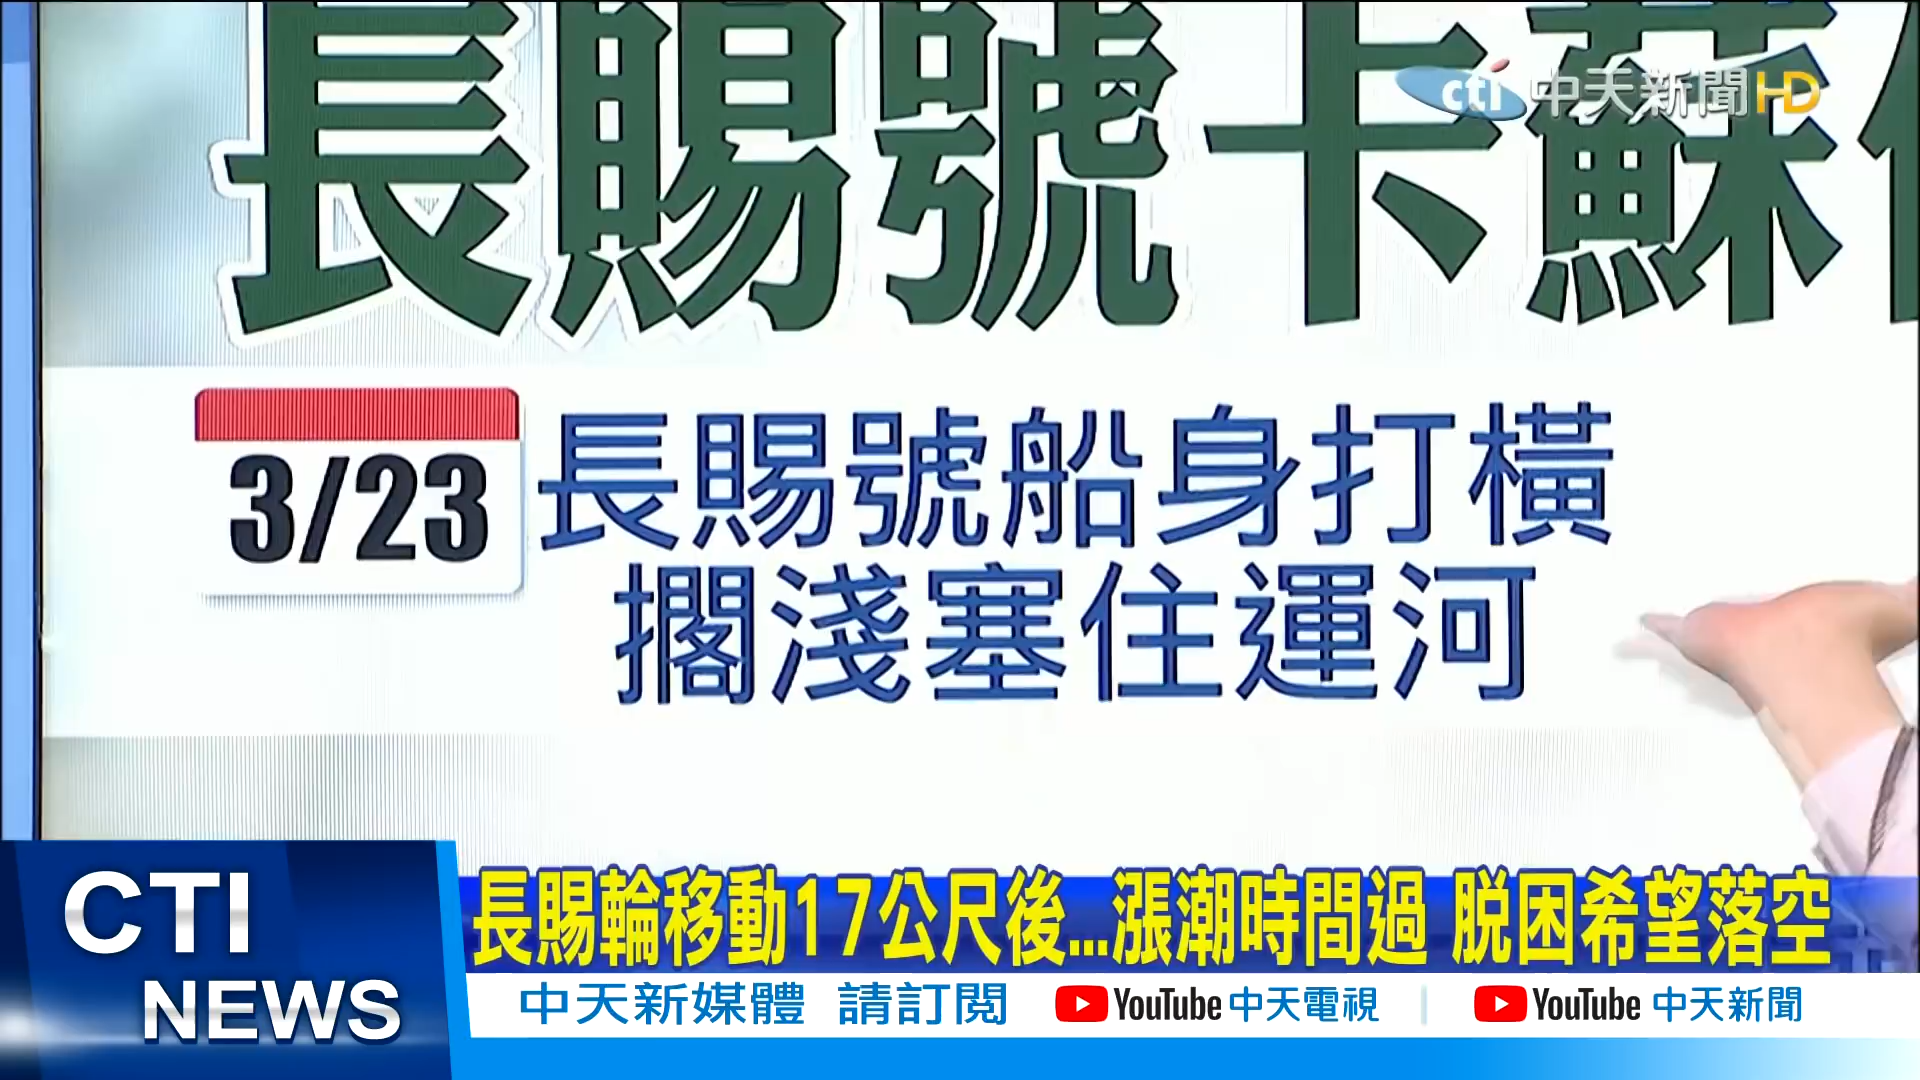 長賜號卡蘇
cti 中天新聞HD
3/23
長賜號船身打橫
擱淺塞住運河
CTI
NEWS
長賜輪移動17公尺後...漲潮時間過 脫困希望落空
中天新媒體 請訂閱 YouTube 中天電視 | YouTube 中天新聞